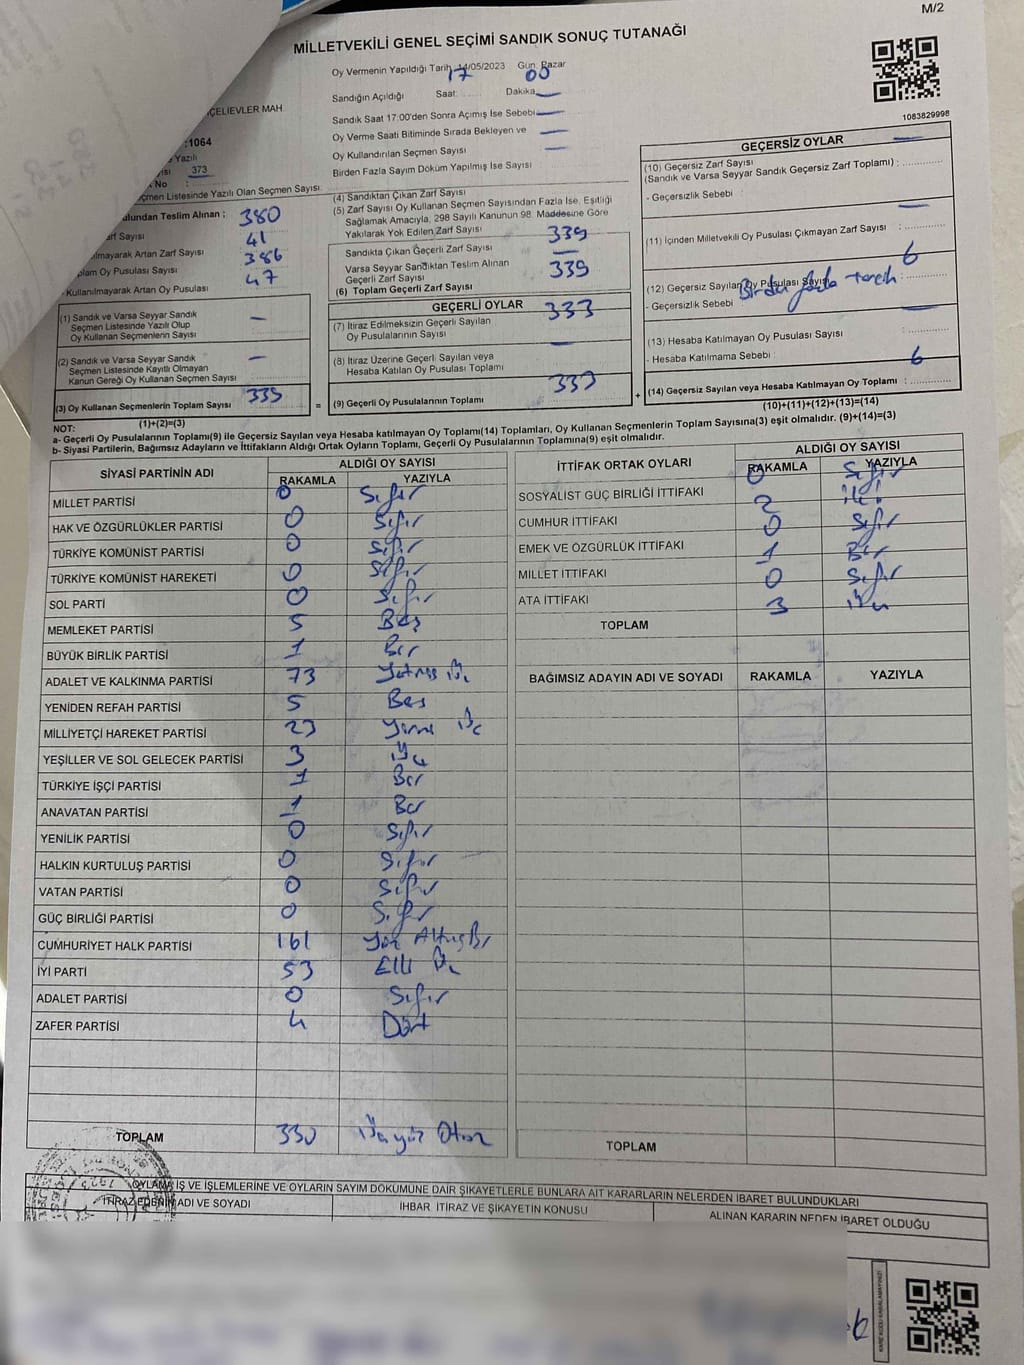 M/2
MİLLETVEKİLİ GENEL SEÇİMİ SANDIK SONUÇ TUTANAĞI
Oy Vermenin Yapıldığı Tarih 14/05/2023 Gün: Pazar
Sandığın Açıldığı Saat: 17 Dakika 00
Sandık Saat 17:00'den Sonra Açımış İse Sebebi —
Oy Verme Saati Bitiminde Sırada Bekleyen ve
Oy Kullandırılan Seçmen Sayısı —
Birden Fazla Sayım Döküm Yapılmış İse Sayısı —
1083829998
ÇELİEVLER MAH
:1064
Yazılı
373
No :
çmen Listesinde Yazılı Olan Seçmen Sayısı
ulundan Teslim Alınan : 380
arf Sayısı
ılmayarak Artan Zarf Sayısı 41
plam Oy Pusulası Sayısı 386
Kullanılmayarak Artan Oy Pusulası 47
(1) Sandık ve Varsa Seyyar Sandık
Seçmen Listesinde Yazılı Olup
Oy Kullanan Seçmenlerin Sayısı —
(2) Sandık ve Varsa Seyyar Sandık
Seçmen Listesinde Kayıtlı Olmayan
Kanun Gereği Oy Kullanan Seçmen Sayısı —
(3) Oy Kullanan Seçmenlerin Toplam Sayısı 339
(1)+(2)=(3)
(4) Sandıktan Çıkan Zarf Sayısı
(5) Zarf Sayısı Oy Kullanan Seçmen Sayısından Fazla İse, Eşitliği
Sağlamak Amacıyla, 298 Sayılı Kanunun 98. Maddesine Göre
Yakılarak Yok Edilen Zarf Sayısı
Sandıkta Çıkan Geçerli Zarf Sayısı 339
Varsa Seyyar Sandıktan Teslim Alınan
Geçerli Zarf Sayısı —
(6) Toplam Geçerli Zarf Sayısı 339
GEÇERLİ OYLAR
(7) İtiraz Edilmeksizin Geçerli Sayılan
Oy Pusulalarının Sayısı 333
(8) İtiraz Üzerine Geçerli Sayılan veya
Hesaba Katılan Oy Pusulası Toplamı —
(9) Geçerli Oy Pusulalarının Toplamı 333
GEÇERSİZ OYLAR
(10) Geçersiz Zarf Sayısı
(Sandık ve Varsa Seyyar Sandık Geçersiz Zarf Toplamı) : —
- Geçersizlik Sebebi :
(11) İçinden Milletvekili Oy Pusulası Çıkmayan Zarf Sayısı : —
(12) Geçersiz Sayılan Oy Pusulası Sayısı : 6
- Geçersizlik Sebebi Birden fazla tercih
(13) Hesaba Katılmayan Oy Pusulası Sayısı : —
- Hesaba Katılmama Sebebi :
(14) Geçersiz Sayılan veya Hesaba Katılmayan Oy Toplamı : 6
(10)+(11)+(12)+(13)=(14)
NOT:
a- Geçerli Oy Pusulalarının Toplamı(9) ile Geçersiz Sayılan veya Hesaba katılmayan Oy Toplamı(14) Toplamları, Oy Kullanan Seçmenlerin Toplam Sayısına(3) eşit olmalıdır. (9)+(14)=(3)
b- Siyasi Partilerin, Bağımsız Adayların ve İttifakların Aldığı Ortak Oyların Toplamı, Geçerli Oy Pusulalarının Toplamına(9) eşit olmalıdır.
SİYASİ PARTİNİN ADI ALDIĞI OY SAYISI
RAKAMLA YAZIYLA
MİLLET PARTİSİ 0 Sıfır
HAK VE ÖZGÜRLÜKLER PARTİSİ 0 Sıfır
TÜRKİYE KOMÜNİST PARTİSİ 0 Sıfır
TÜRKİYE KOMÜNİST HAREKETİ 0 Sıfır
SOL PARTİ 0 Sıfır
MEMLEKET PARTİSİ 5 Beş
BÜYÜK BİRLİK PARTİSİ 1 Bir
ADALET VE KALKINMA PARTİSİ 73 Yetmiş Üç
YENİDEN REFAH PARTİSİ 5 Beş
MİLLİYETÇİ HAREKET PARTİSİ 23 Yirmi Üç
YEŞİLLER VE SOL GELECEK PARTİSİ 3 Üç
TÜRKİYE İŞÇİ PARTİSİ 1 Bir
ANAVATAN PARTİSİ 1 Bir
YENİLİK PARTİSİ 0 Sıfır
HALKIN KURTULUŞ PARTİSİ 0 Sıfır
VATAN PARTİSİ 0 Sıfır
GÜÇ BİRLİĞİ PARTİSİ 0 Sıfır
CUMHURİYET HALK PARTİSİ 161 Yüz Altmış Bir
İYİ PARTİ 53 Elli Üç
ADALET PARTİSİ 0 Sıfır
ZAFER PARTİSİ 4 Dört
TOPLAM 330 Üçyüz Otuz
İTTİFAK ORTAK OYLARI ALDIĞI OY SAYISI
RAKAMLA YAZIYLA
SOSYALİST GÜÇ BİRLİĞİ İTTİFAKI 0 Sıfır
CUMHUR İTTİFAKI 2 iki
EMEK VE ÖZGÜRLÜK İTTİFAKI 0 Sıfır
MİLLET İTTİFAKI 1 Bir
ATA İTTİFAKI 0 Sıfır
TOPLAM 3 Üç
BAĞIMSIZ ADAYIN ADI VE SOYADI RAKAMLA YAZIYLA
TOPLAM
OYLAMA İŞ VE İŞLEMLERİNE VE OYLARIN SAYIM DÖKÜMÜNE DAİR ŞİKAYETLERLE BUNLARA AİT KARARLARIN NELERDEN İBARET BULUNDUKLARI
İTİRAZ EDENİN ADI VE SOYADI İHBAR, İTİRAZ VE ŞİKAYETİN KONUSU ALINAN KARARIN NEDEN İBARET OLDUĞU